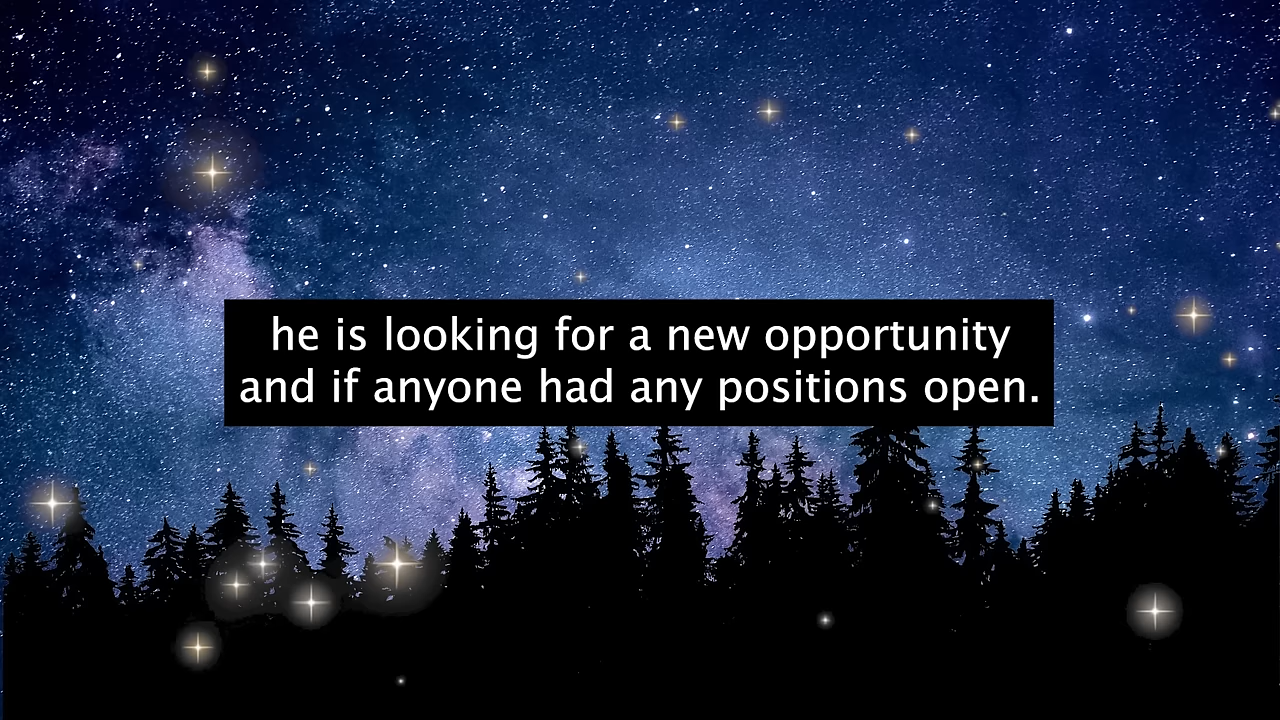 he is looking for a new opportunity
and if anyone had any positions open.